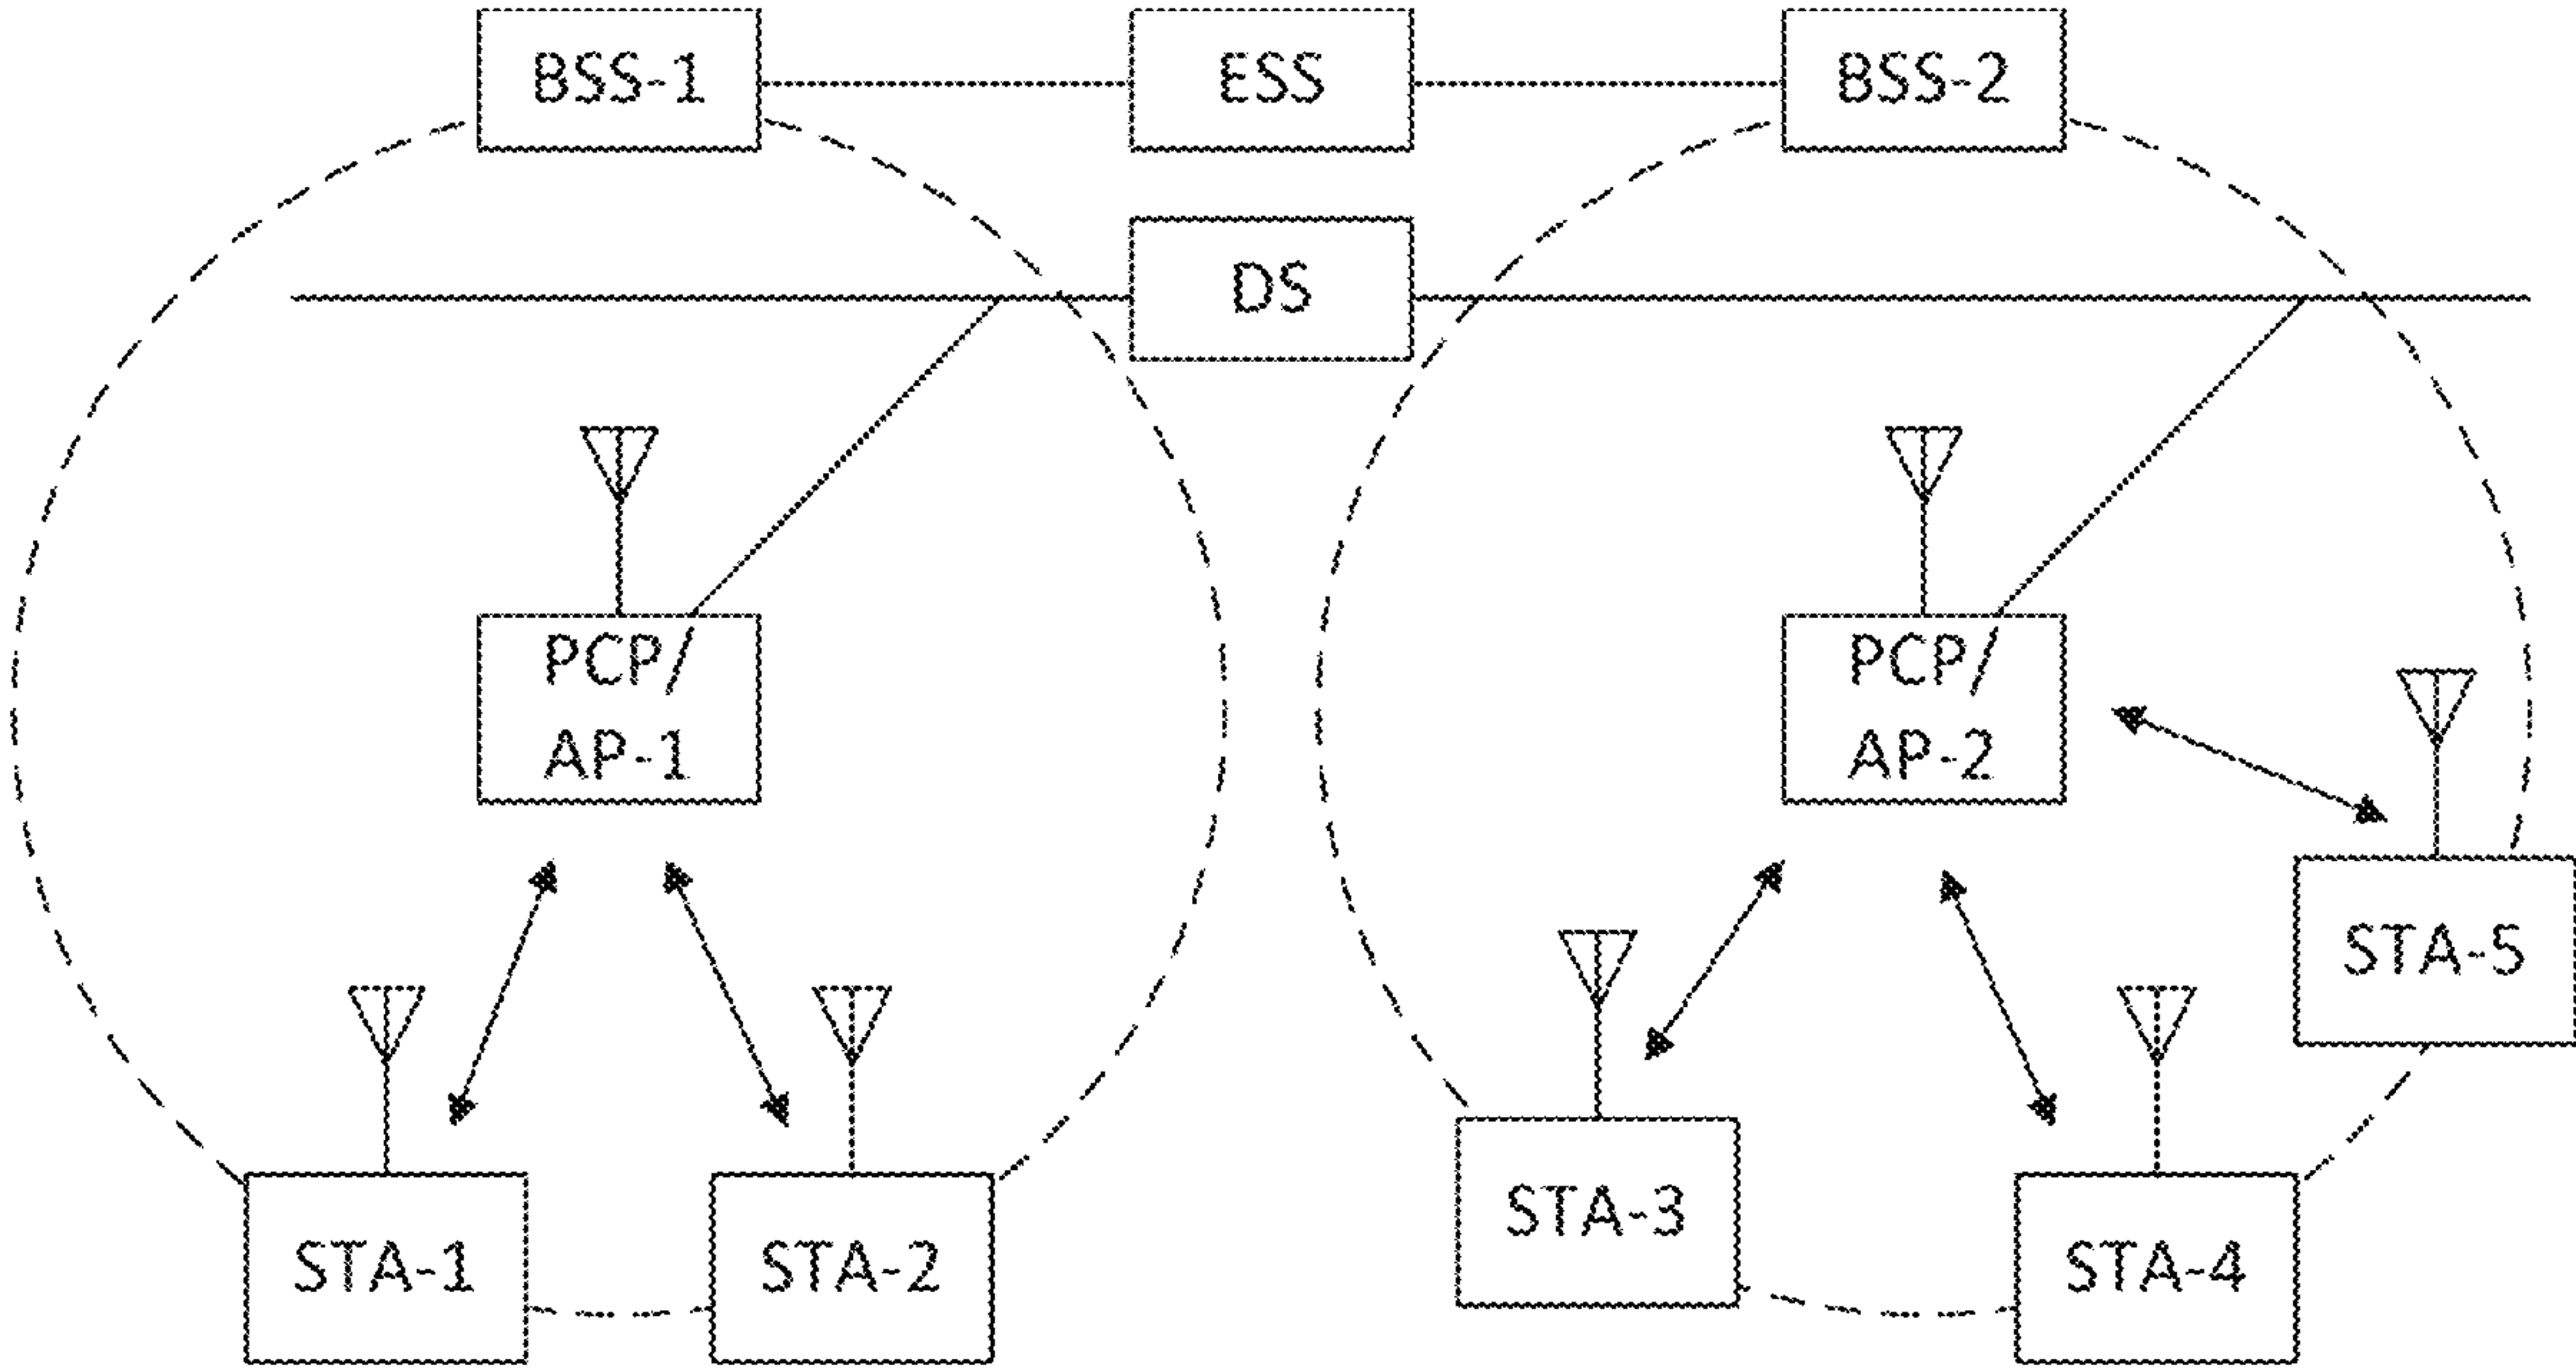 BSS-1
ESS
BSS-2
DS
PCP/
AP-1
PCP/
AP-2
STA-5
STA-3
STA-1
STA-2
STA-4